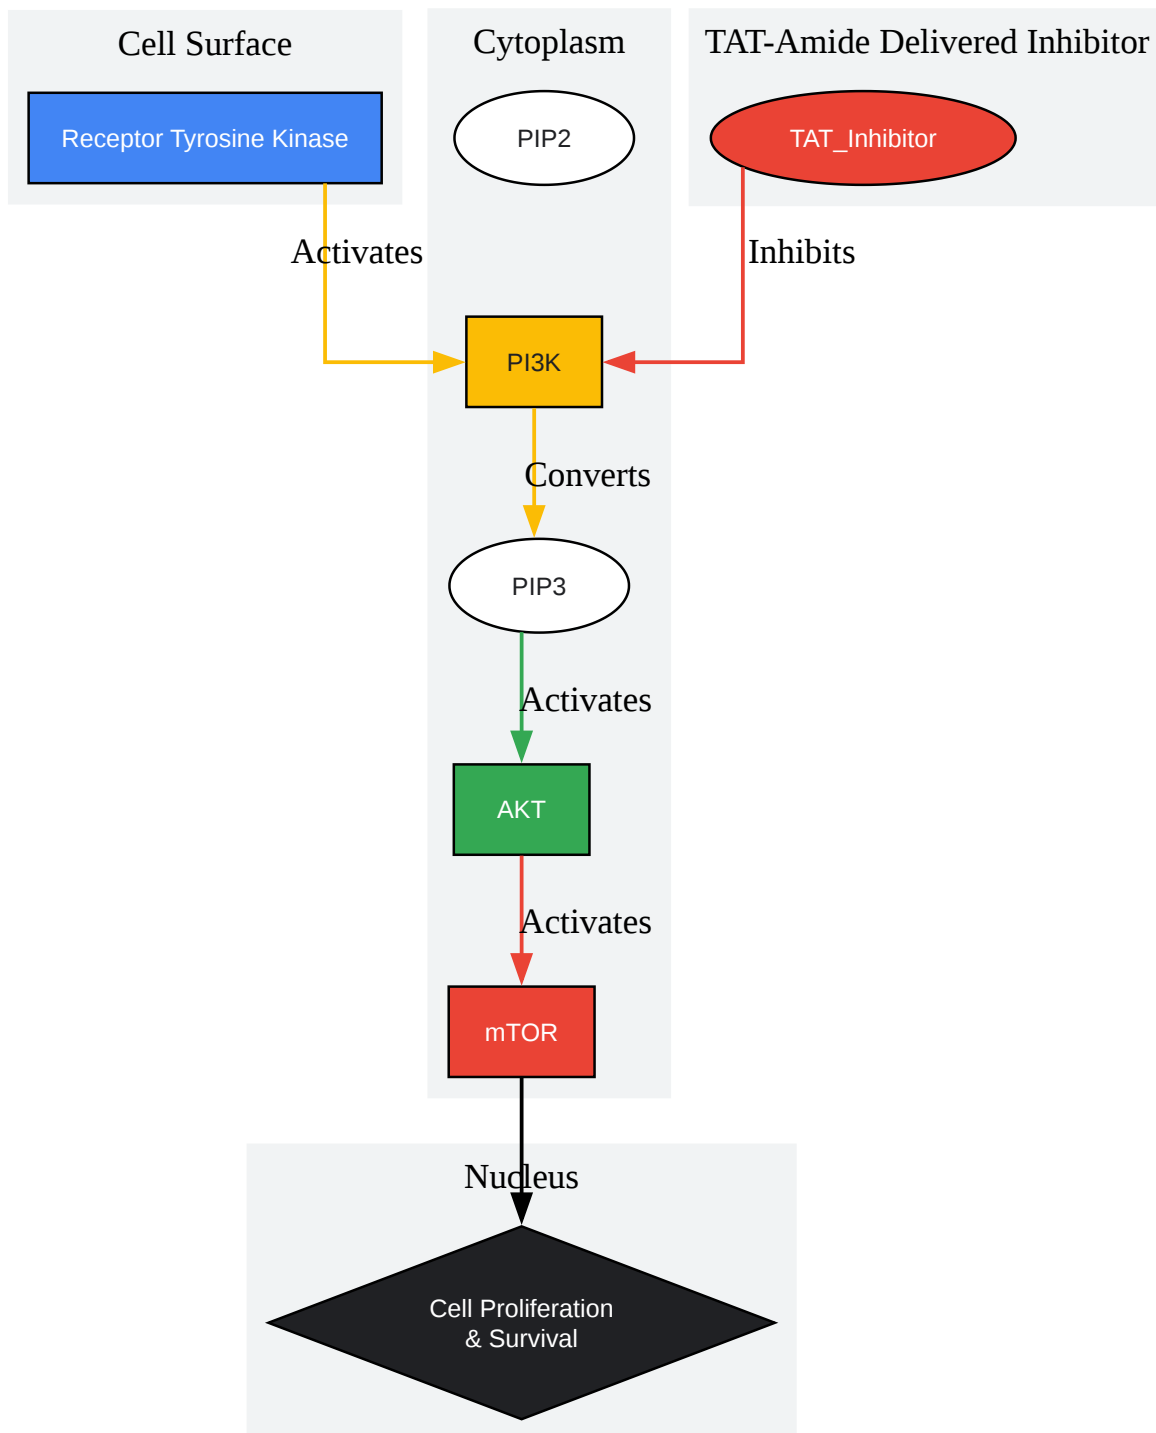 Cell Surface
Cytoplasm
TAT-Amide Delivered Inhibitor
Receptor Tyrosine Kinase
PIP2
TAT_Inhibitor
Activates
Inhibits
PI3K
Converts
PIP3
Activates
AKT
Activates
mTOR
Nucleus
Cell Proliferation
& Survival